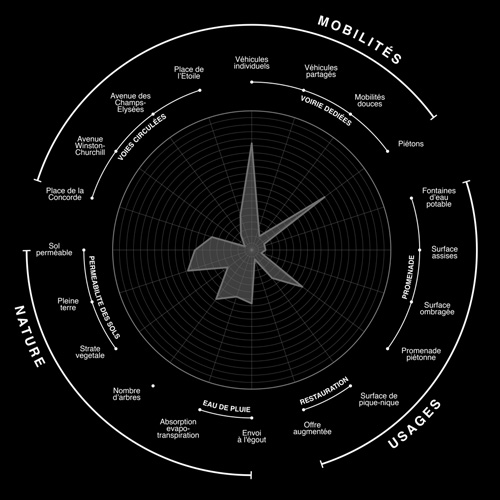 MOBILITÉS
Véhicules
individuels
Véhicules
partagés
Mobilités
douces
Piétons
VOIRIE DEDIÉES
Place de
l'Etoile
Avenue des
Champs-
Elysées
Avenue
Winston-
Churchill
Place de la
Concorde
VOIES CIRCULÉES
Fontaines
d'eau
potable
Surface
assises
Surface
ombragée
Promenade
piétonne
PROMENADE
Surface de
pique-nique
Offre
augmentée
RESTAURATION
USAGES
Envoi
à l'égout
Absorption
evapo-
transpiration
EAU DE PLUIE
Nombre
d'arbres
Strate
vegetale
Pleine
terre
Sol
perméable
PERMEABILITE DES SOLS
NATURE